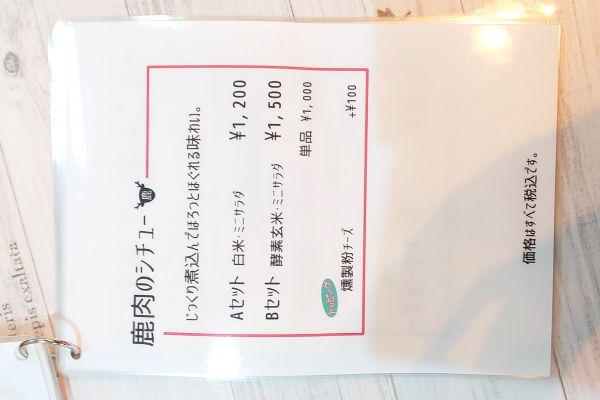 鹿肉のシチュー 鹿
じっくり煮込んでほろっとほぐれる味わい。
Aセット 白米・ミニサラダ ¥1,200
Bセット 酵素玄米・ミニサラダ ¥1,500
単品 ¥1,000
トッピング
燻製粉チーズ +¥100
価格はすべて税込です。
eris
epis exaltata